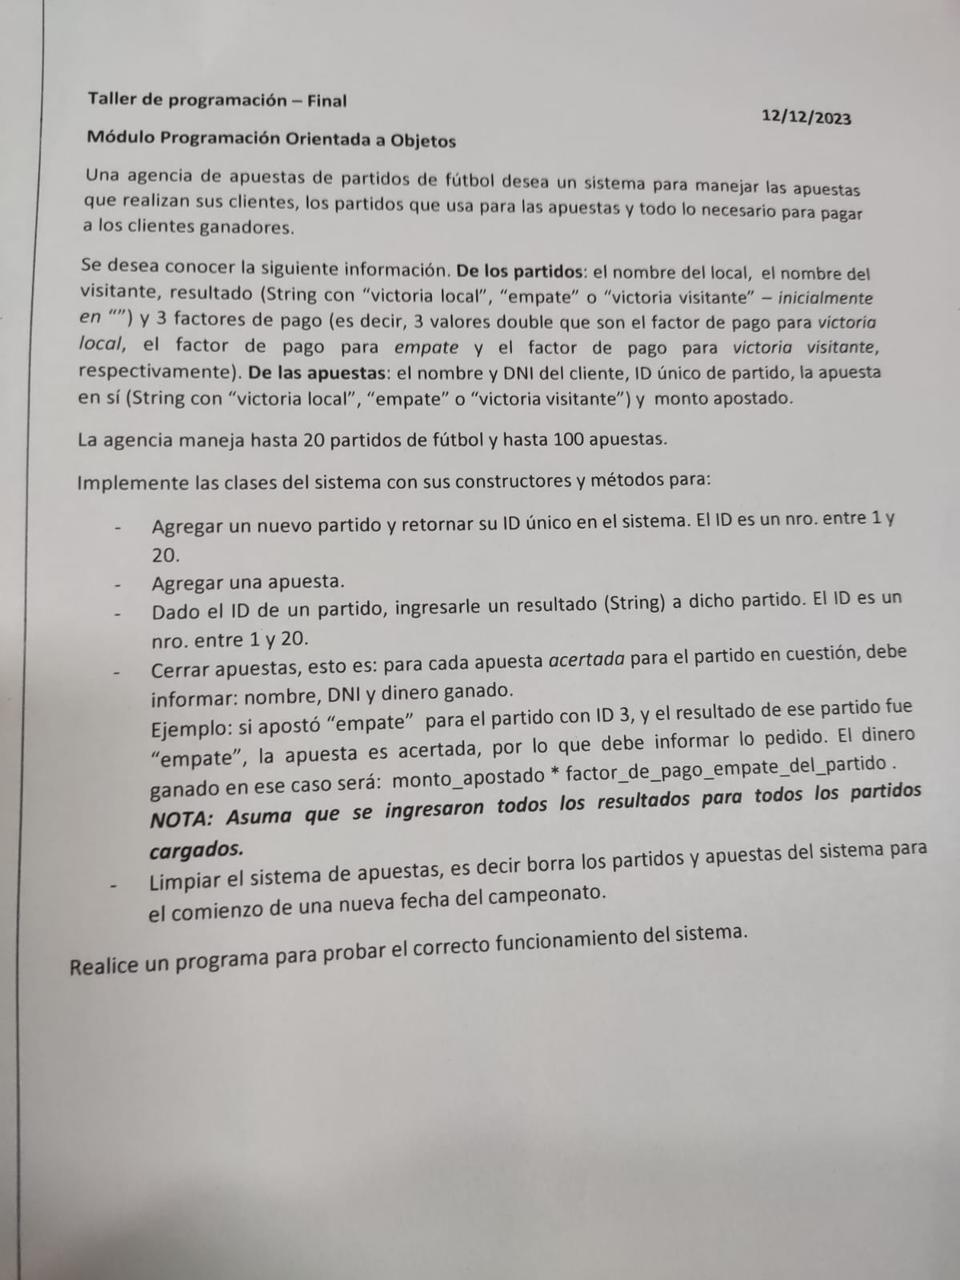 Taller de programación – Final
12/12/2023
Módulo Programación Orientada a Objetos
Una agencia de apuestas de partidos de fútbol desea un sistema para manejar las apuestas
que realizan sus clientes, los partidos que usa para las apuestas y todo lo necesario para pagar
a los clientes ganadores.
Se desea conocer la siguiente información. De los partidos: el nombre del local, el nombre del
visitante, resultado (String con “victoria local”, “empate” o “victoria visitante” – inicialmente
en “”) y 3 factores de pago (es decir, 3 valores double que son el factor de pago para victoria
local, el factor de pago para empate y el factor de pago para victoria visitante,
respectivamente). De las apuestas: el nombre y DNI del cliente, ID único de partido, la apuesta
en sí (String con “victoria local”, “empate” o “victoria visitante”) y monto apostado.
La agencia maneja hasta 20 partidos de fútbol y hasta 100 apuestas.
Implemente las clases del sistema con sus constructores y métodos para:
- Agregar un nuevo partido y retornar su ID único en el sistema. El ID es un nro. entre 1 y
20.
- Agregar una apuesta.
- Dado el ID de un partido, ingresarle un resultado (String) a dicho partido. El ID es un
nro. entre 1 y 20.
- Cerrar apuestas, esto es: para cada apuesta acertada para el partido en cuestión, debe
informar: nombre, DNI y dinero ganado.
Ejemplo: si apostó “empate” para el partido con ID 3, y el resultado de ese partido fue
“empate”, la apuesta es acertada, por lo que debe informar lo pedido. El dinero
ganado en ese caso será: monto_apostado * factor_de_pago_empate_del_partido .
NOTA: Asuma que se ingresaron todos los resultados para todos los partidos
cargados.
- Limpiar el sistema de apuestas, es decir borra los partidos y apuestas del sistema para
el comienzo de una nueva fecha del campeonato.
Realice un programa para probar el correcto funcionamiento del sistema.